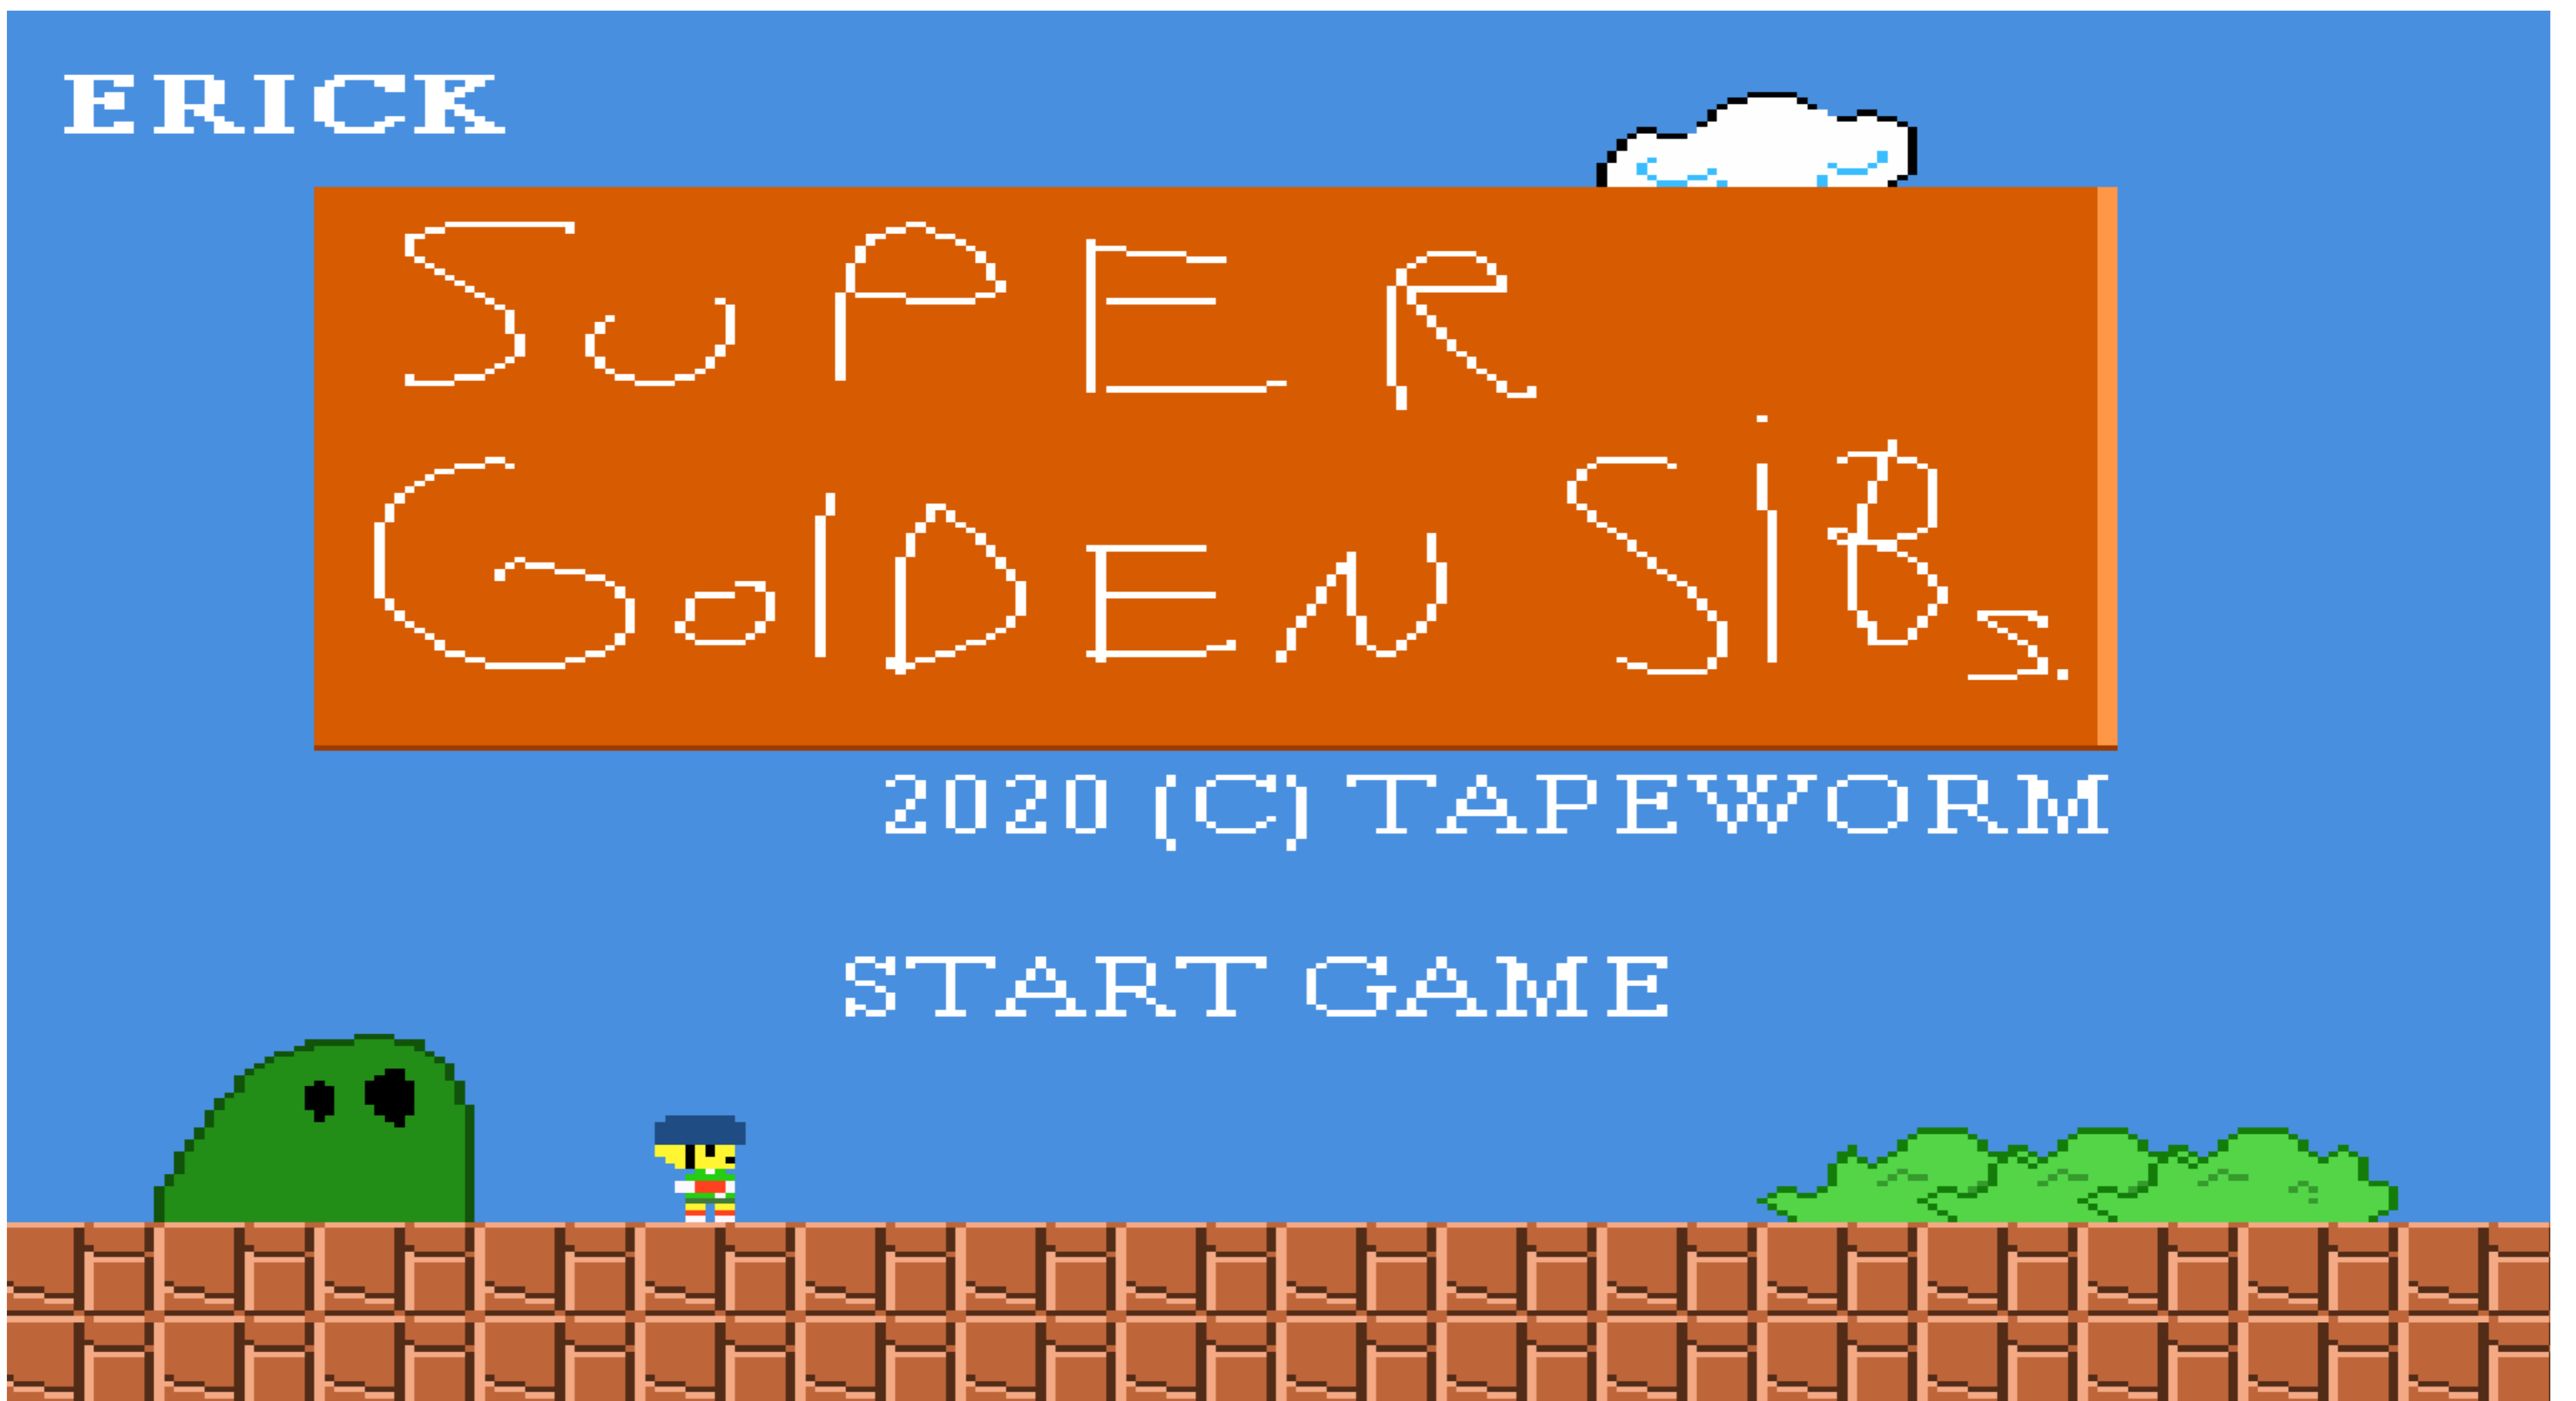 ERICK
SuPER
GolDEN SiBs.
2020 (C) TAPEWORM
START GAME